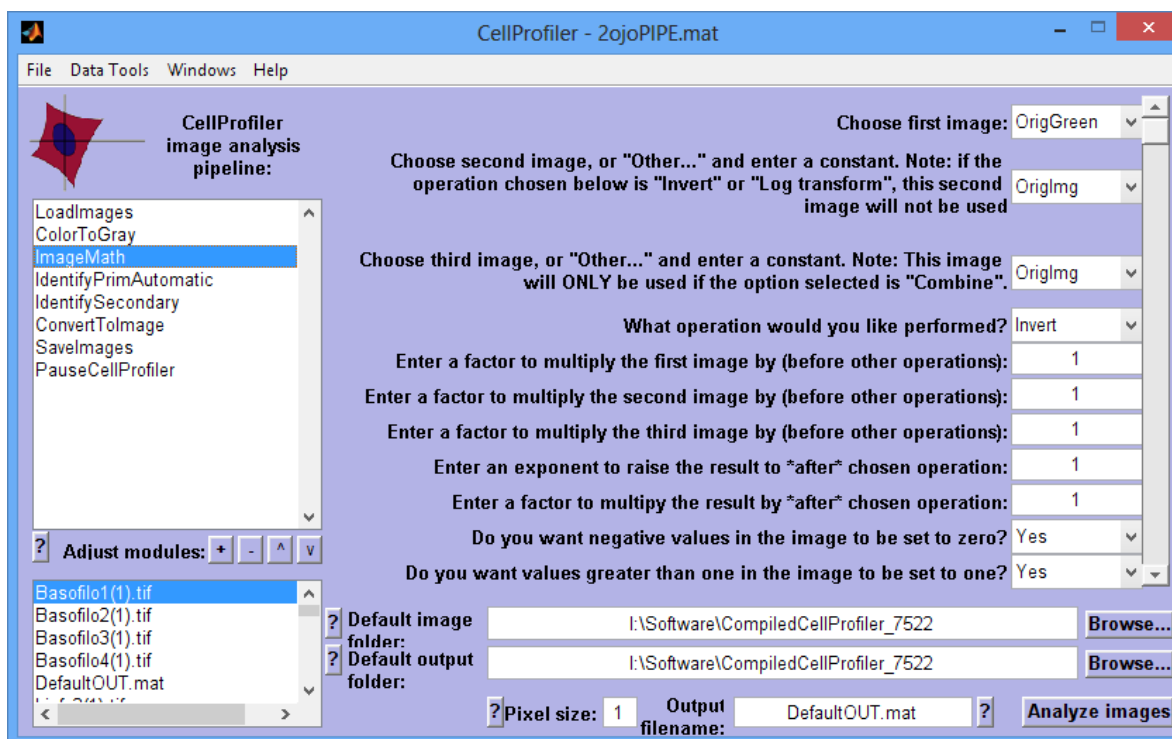 CellProfiler - 2ojoPIPE.mat
File Data Tools Windows Help
CellProfiler
image analysis
pipeline:
LoadImages
ColorToGray
ImageMath
IdentifyPrimAutomatic
IdentifySecondary
ConvertToImage
SaveImages
PauseCellProfiler
? Adjust modules: + - ^ v
Basofilo1(1).tif
Basofilo2(1).tif
Basofilo3(1).tif
Basofilo4(1).tif
DefaultOUT.mat
Choose first image: OrigGreen
Choose second image, or "Other..." and enter a constant. Note: if the
operation chosen below is "Invert" or "Log transform", this second
image will not be used
OrigImg
Choose third image, or "Other..." and enter a constant. Note: This image
will ONLY be used if the option selected is "Combine".
OrigImg
What operation would you like performed? Invert
Enter a factor to multiply the first image by (before other operations): 1
Enter a factor to multiply the second image by (before other operations): 1
Enter a factor to multiply the third image by (before other operations): 1
Enter an exponent to raise the result to *after* chosen operation: 1
Enter a factor to multipy the result by *after* chosen operation: 1
Do you want negative values in the image to be set to zero? Yes
Do you want values greater than one in the image to be set to one? Yes
? Default image
folder:
I:\Software\CompiledCellProfiler_7522 Browse...
? Default output
folder:
I:\Software\CompiledCellProfiler_7522 Browse...
? Pixel size: 1
Output
filename:
DefaultOUT.mat ? Analyze images